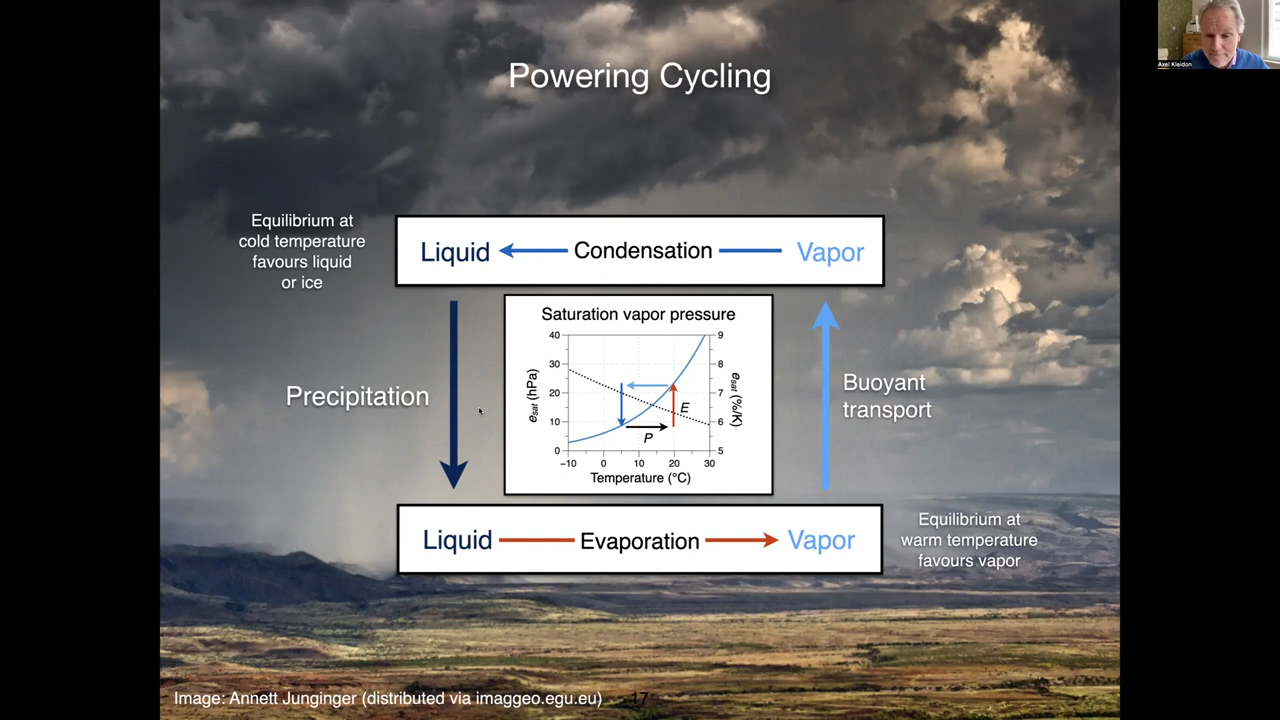 Axel Kleidon
Powering Cycling
Equilibrium at
cold temperature
favours liquid
or ice
Liquid
Condensation
Vapor
Precipitation
Saturation vapor pressure
40
30
20
10
0
esat (hPa)
9
8
7
6
5
esat (%/K)
E
P
−10 0 10 20 30
Temperature (°C)
Buoyant
transport
Liquid
Evaporation
Vapor
Equilibrium at
warm temperature
favours vapor
Image: Annett Junginger (distributed via imaggeo.egu.eu)
17